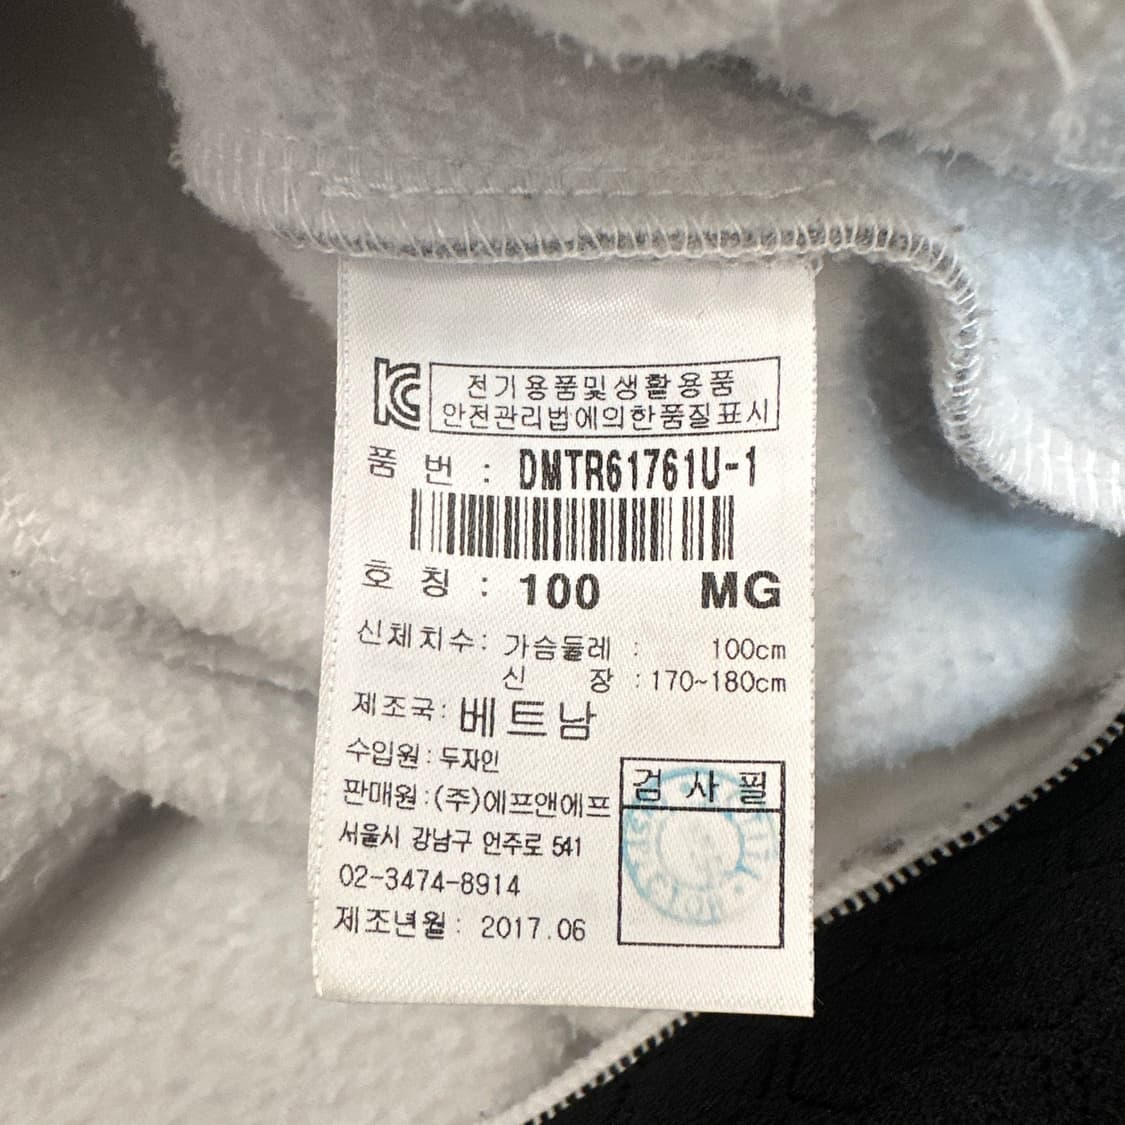 KC 전기용품및생활용품
안전관리법에의한품질표시
품 번 : DMTR61761U-1
호 칭 : 100 MG
신체치수: 가슴둘레 : 100cm
신 장 : 170~180cm
제조국: 베트남
수입원 : 두자인
판매원 : (주)에프앤에프
서울시 강남구 언주로 541
02-3474-8914
제조년월 : 2017.06
검 사 필